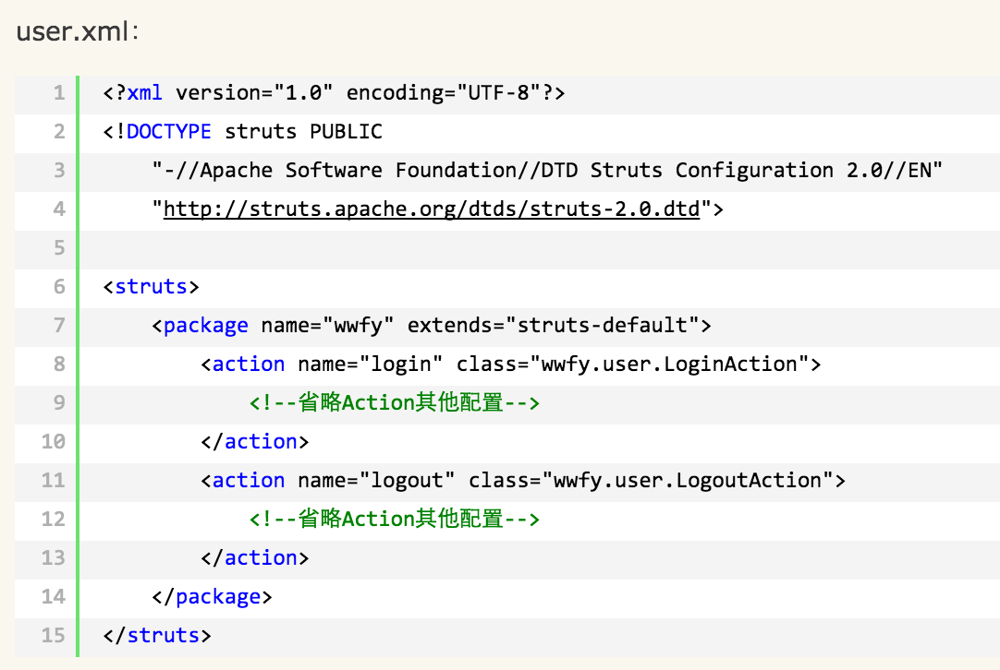 user.xml：
1 <?xml version="1.0" encoding="UTF-8"?>
2 <!DOCTYPE struts PUBLIC
3     "-//Apache Software Foundation//DTD Struts Configuration 2.0//EN"
4     "http://struts.apache.org/dtds/struts-2.0.dtd">
5
6 <struts>
7     <package name="wwfy" extends="struts-default">
8         <action name="login" class="wwfy.user.LoginAction">
9             <!--省略Action其他配置-->
10         </action>
11         <action name="logout" class="wwfy.user.LogoutAction">
12             <!--省略Action其他配置-->
13         </action>
14     </package>
15 </struts>